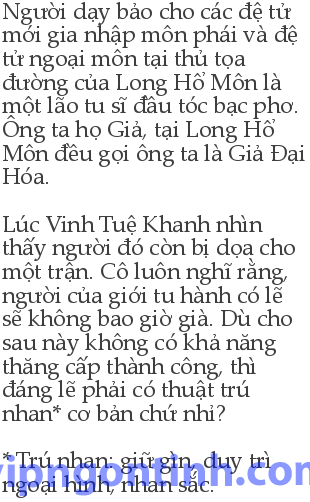 Người dạy bảo cho các đệ tử
mới gia nhập môn phái và đệ
tử ngoại môn tại thủ tọa
đường của Long Hổ Môn là
một lão tu sĩ đầu tóc bạc phơ.
Ông ta họ Giả, tại Long Hổ
Môn đều gọi ông ta là Giả Đại
Hóa.
Lúc Vinh Tuệ Khanh nhìn
thấy người đó còn bị dọa cho
một trận. Cô luôn nghĩ rằng,
người của giới tu hành có lẽ
sẽ không bao giờ già. Dù cho
sau này không có khả năng
thăng cấp thành công, thì
đáng lẽ phải có thuật trú
nhan* cơ bản chứ nhỉ?
* Trú nhan: giữ gìn, duy trì
ngoại hình, nhan sắc.
vipngontinh.com